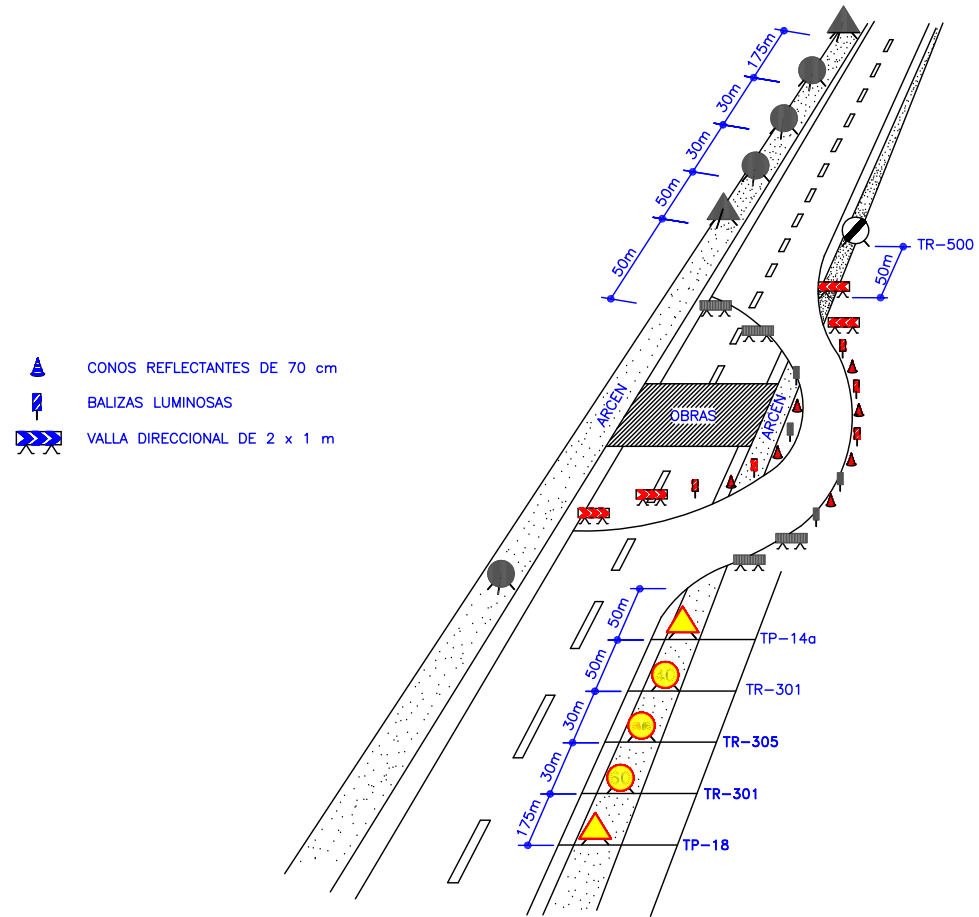 175m
30m
30m
50m
50m
TR-500
50m
CONOS REFLECTANTES DE 70 cm
BALIZAS LUMINOSAS
VALLA DIRECCIONAL DE 2 x 1 m
ARCEN
OBRAS
ARCEN
50m
TP-14a
50m
40
TR-301
30m
TR-305
30m
60
TR-301
175m
TP-18